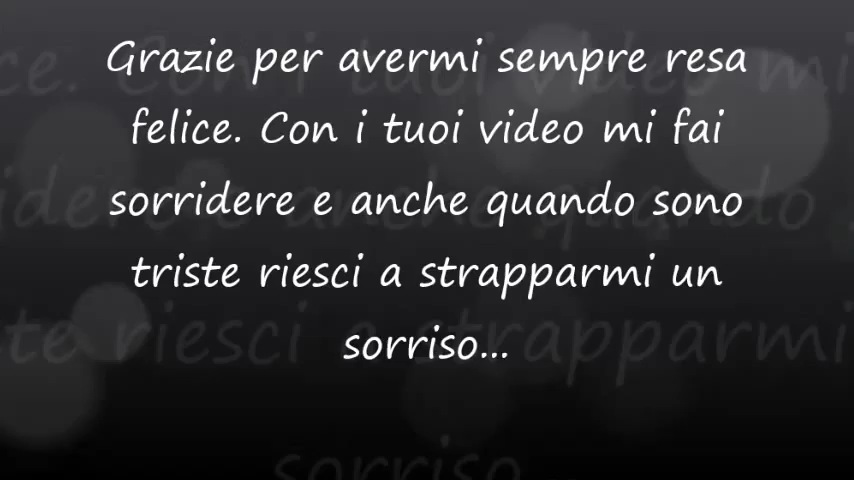 Grazie per avermi sempre resa
felice. Con i tuoi video mi fai
sorridere e anche quando sono
triste riesci a strapparmi un
sorriso...